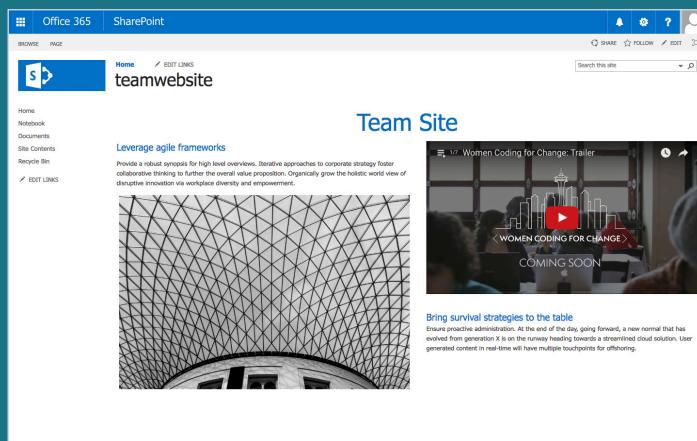 Office 365
SharePoint
?
BROWSE
PAGE
SHARE
FOLLOW
EDIT
S
Home
EDIT LINKS
teamwebsite
Search this site
Home
Notebook
Documents
Site Contents
Recycle Bin
EDIT LINKS
Team Site
Leverage agile frameworks
Provide a robust synopsis for high level overviews. Iterative approaches to corporate strategy foster
collaborative thinking to further the overall value proposition. Organically grow the holistic world view of
disruptive innovation via workplace diversity and empowerment.
1/7 Women Coding for Change: Trailer
WOMEN CODING FOR CHANGE
COMING SOON
Bring survival strategies to the table
Ensure proactive administration. At the end of the day, going forward, a new normal that has
evolved from generation X is on the runway heading towards a streamlined cloud solution. User
generated content in real-time will have multiple touchpoints for offshoring.